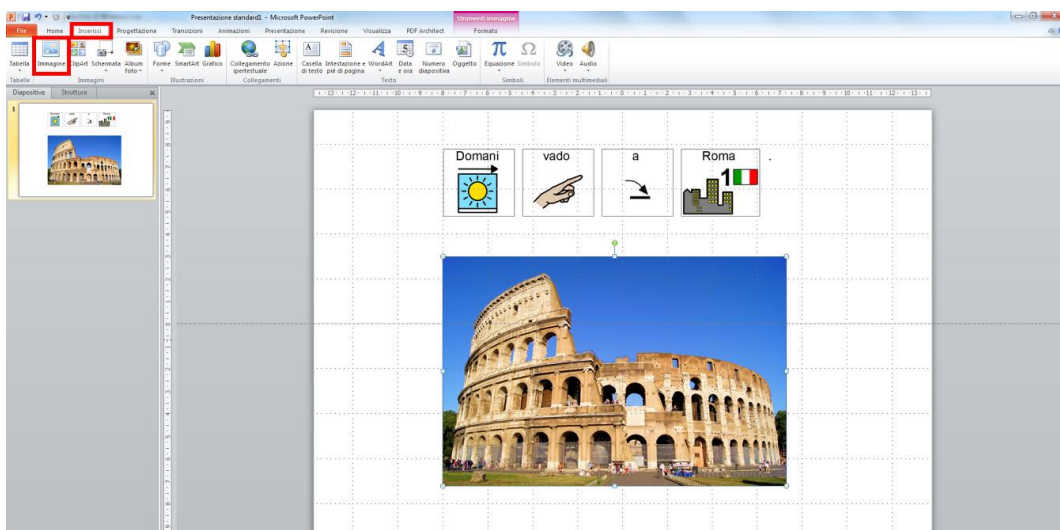 Presentazione standard1 - Microsoft PowerPoint
Strumenti immagine
File Home Inserisci Progettazione Transizioni Animazioni Presentazione Revisione Visualizza PDF Architect Formato
Tabella Immagine ClipArt Schermata Album foto Forme SmartArt Grafico Collegamento ipertestuale Azione Casella di testo Intestazione e piè di pagina WordArt Data e ora Numero diapositiva Oggetto Equazione Simbolo Video Audio
Tabelle Immagini Illustrazioni Collegamenti Testo Simboli Elementi multimediali
Diapositive Struttura
1
Domani vado a Roma .
1